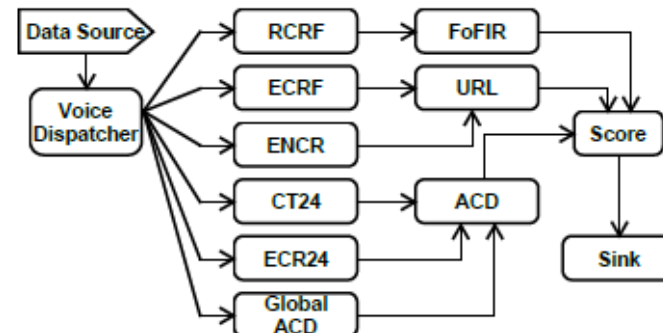 Data Source
RCRF
FoFIR
Voice
Dispatcher
ECRF
URL
ENCR
Score
CT24
ACD
ECR24
Sink
Global
ACD